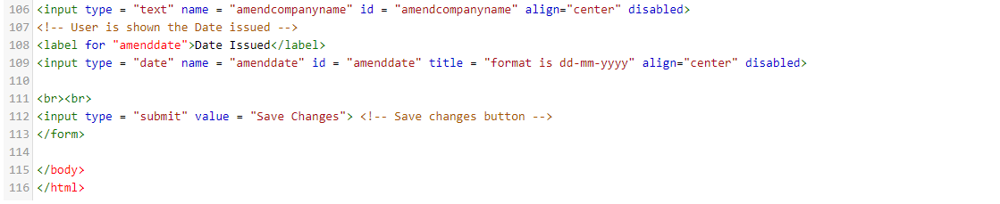 106 <input type = "text" name = "amendcompanyname" id = "amendcompanyname" align="center" disabled>
107 <!-- User is shown the Date issued -->
108 <label for "amenddate">Date Issued</label>
109 <input type = "date" name = "amenddate" id = "amenddate" title = "format is dd-mm-yyyy" align="center" disabled>
110
111 <br><br>
112 <input type = "submit" value = "Save Changes"> <!-- Save changes button -->
113 </form>
114
115 </body>
116 </html>